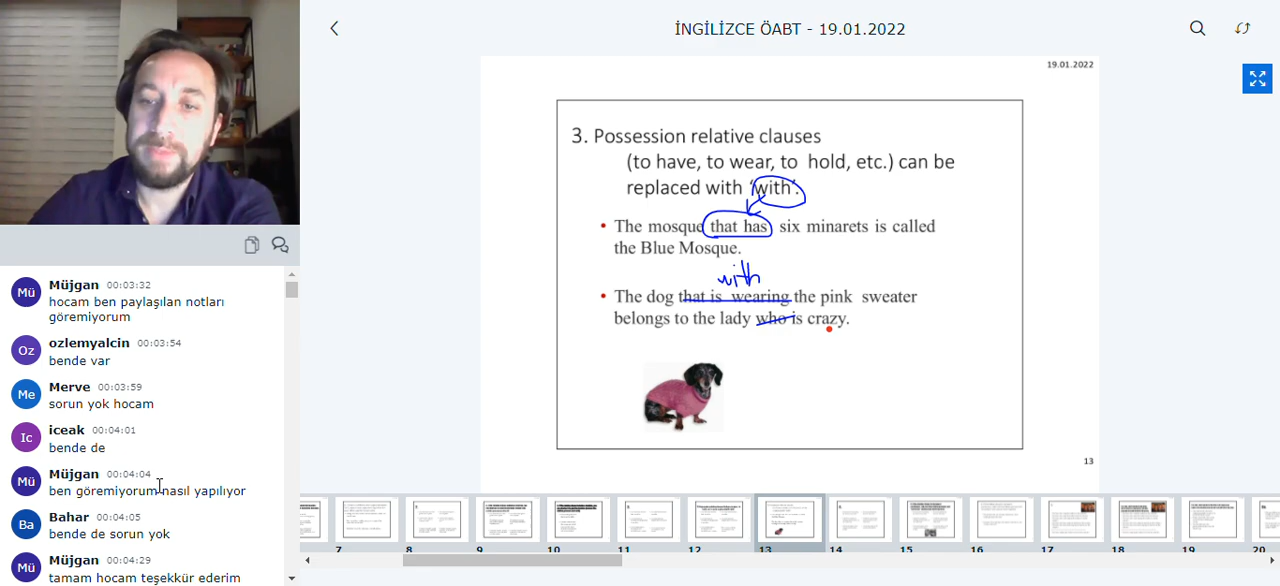 İNGİLİZCE ÖABT - 19.01.2022
19.01.2022
3. Possession relative clauses
(to have, to wear, to hold, etc.) can be
replaced with 'with'.
• The mosque that has six minarets is called
the Blue Mosque.
with
• The dog that is wearing the pink sweater
belongs to the lady who is crazy.
13
Mü
Müjgan 00:03:32
hocam ben paylaşılan notları
göremiyorum
Oz
ozlemyalcin 00:03:54
bende var
Me
Merve 00:03:59
sorun yok hocam
Ic
iceak 00:04:01
bende de
Mü
Müjgan 00:04:04
ben göremiyorum nasıl yapılıyor
Ba
Bahar 00:04:05
bende de sorun yok
Mü
Müjgan 00:04:29
tamam hocam teşekkür ederim
7 8 9 10 11 12 13 14 15 16 17 18 19 20